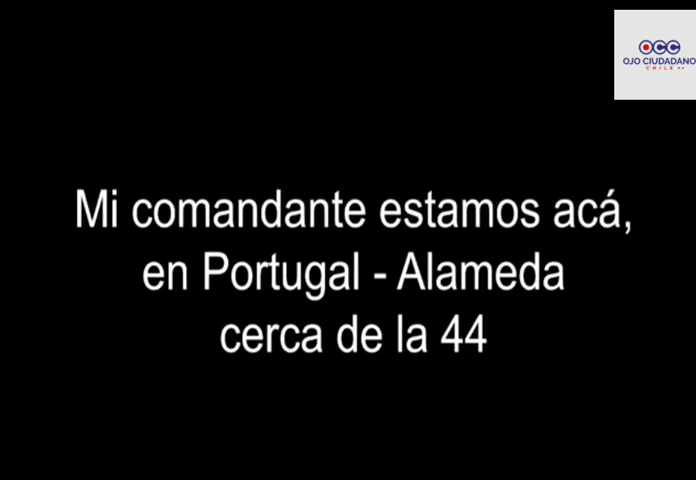 OCC
OJO CIUDADANO
CHILE
Mi comandante estamos acá,
en Portugal - Alameda
cerca de la 44